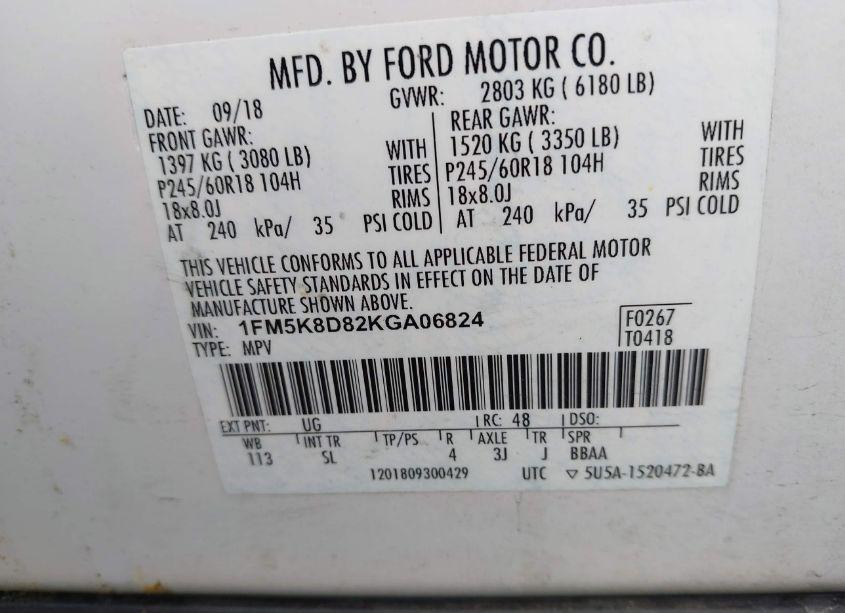 MFD. BY FORD MOTOR CO.
DATE: 09/18 GVWR: 2803 KG ( 6180 LB)
FRONT GAWR: REAR GAWR:
1397 KG ( 3080 LB) WITH 1520 KG ( 3350 LB) WITH
P245/60R18 104H TIRES P245/60R18 104H TIRES
18x8.0J RIMS 18x8.0J RIMS
AT 240 kPa/ 35 PSI COLD AT 240 kPa/ 35 PSI COLD
THIS VEHICLE CONFORMS TO ALL APPLICABLE FEDERAL MOTOR
VEHICLE SAFETY STANDARDS IN EFFECT ON THE DATE OF
MANUFACTURE SHOWN ABOVE.
VIN: 1FM5K8D82KGA06824 F0267
TYPE: MPV T0418
EXT PNT: UG RC: 48 DSO:
WB INT TR TP/PS R AXLE TR SPR
113 SL 4 3J J BBAA
1201809300429 UTC ▽ 5U5A-1520472-BA